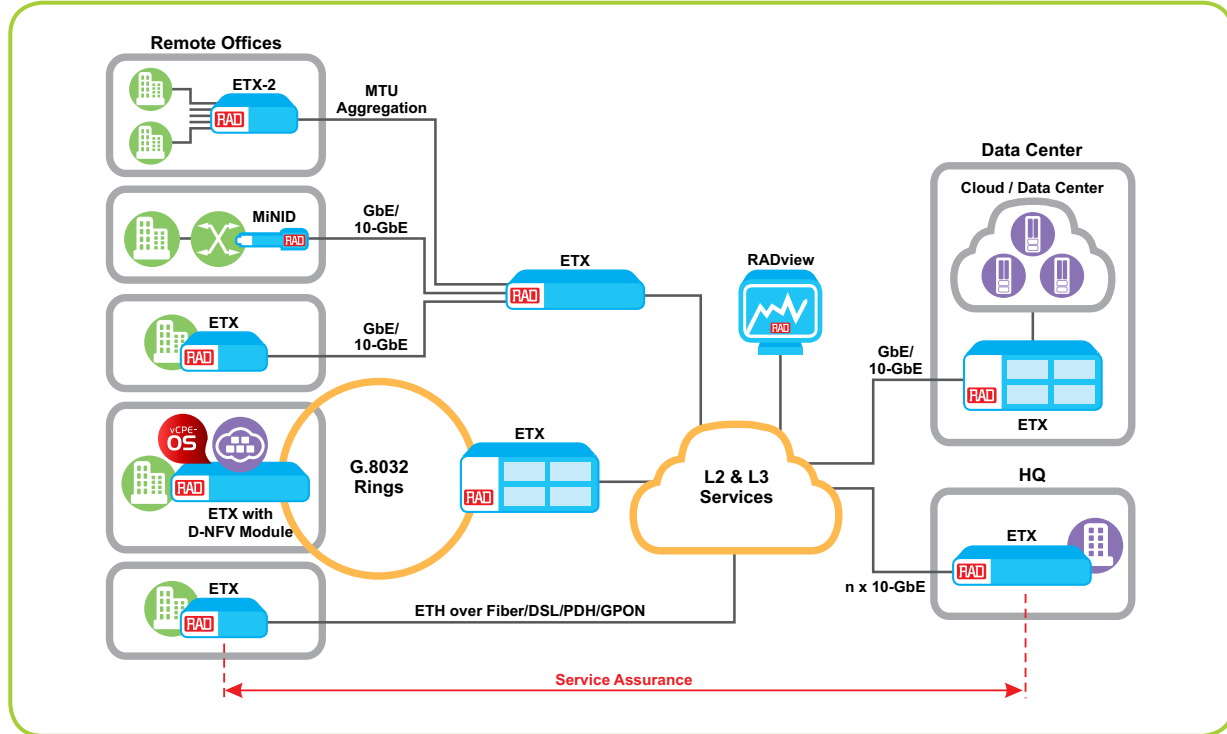 Remote Offices
ETX-2
RAD
MTU
Aggregation
MiNID
RAD
GbE/
10-GbE
ETX
RAD
GbE/
10-GbE
ETX
RAD
vCPE-
OS
RAD
ETX with
D-NFV Module
G.8032
Rings
ETX
RAD
ETX
RAD
ETH over Fiber/DSL/PDH/GPON
RADview
RAD
L2 & L3
Services
Data Center
Cloud / Data Center
GbE/
10-GbE
RAD
ETX
HQ
ETX
RAD
n x 10-GbE
Service Assurance